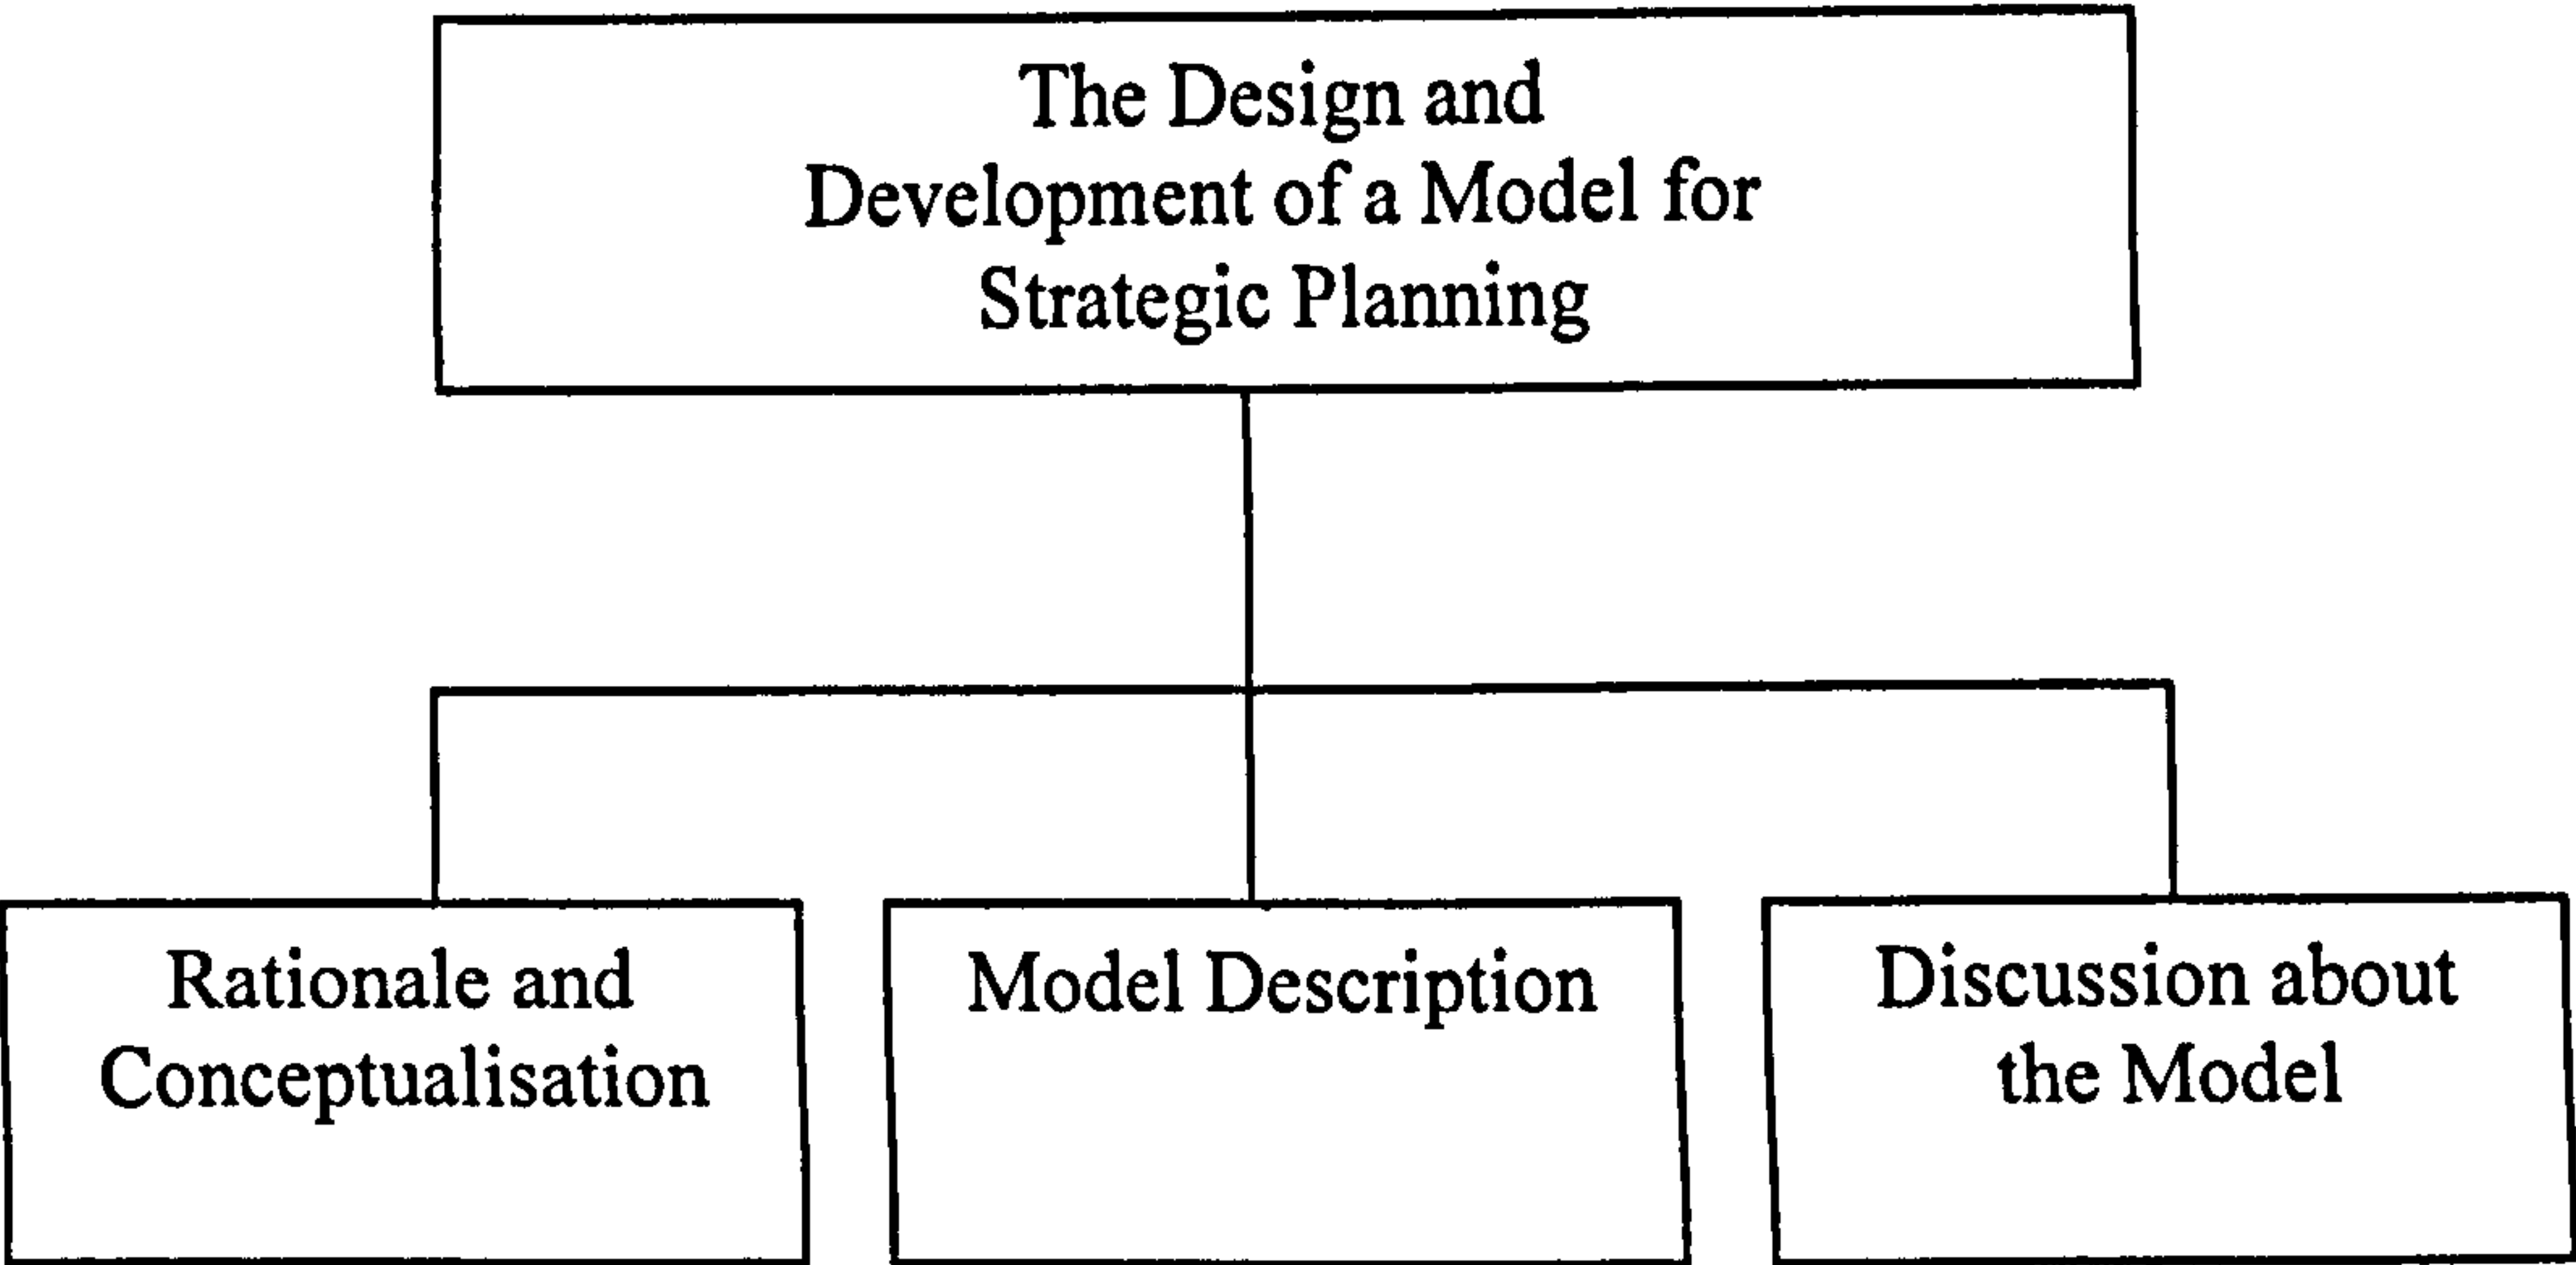 The Design and
Development of a Model for
Strategic Planning
Rationale and
Conceptualisation
Model Description
Discussion about
the Model